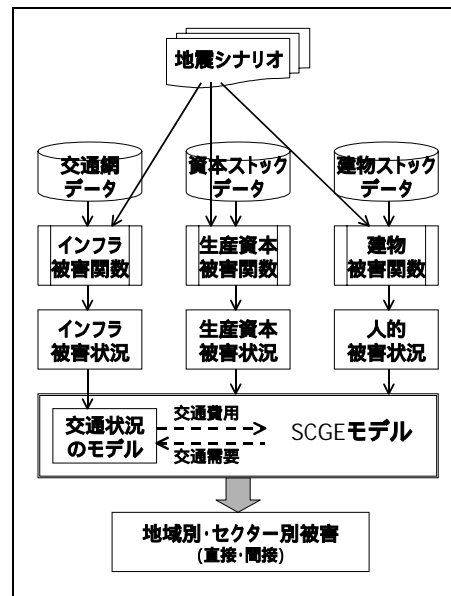 地震シナリオ
交通網
データ
資本ストック
データ
建物ストック
データ
インフラ
被害関数
生産資本
被害関数
建物
被害関数
インフラ
被害状況
生産資本
被害状況
人的
被害状況
交通状況
のモデル
交通費用
交通需要
SCGEモデル
地域別・セクター別被害
(直接・間接)